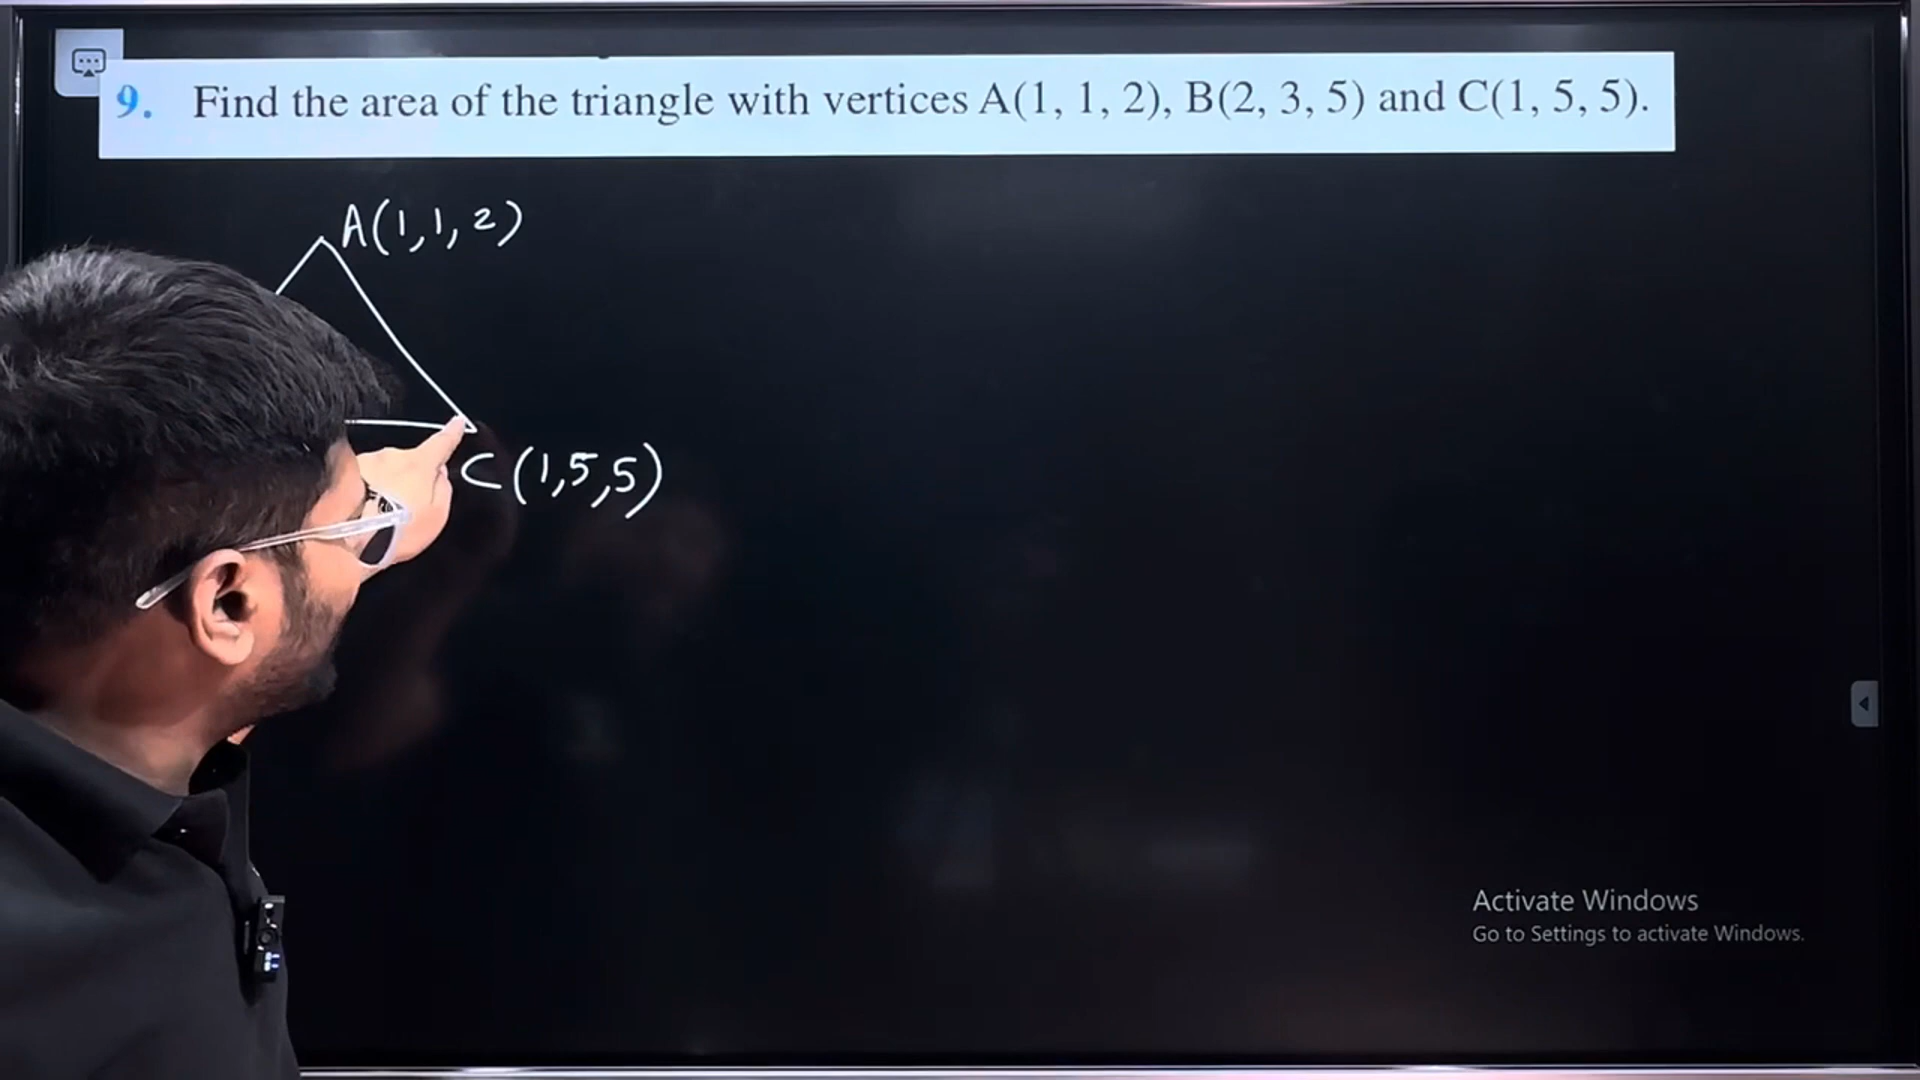 9. Find the area of the triangle with vertices A(1, 1, 2), B(2, 3, 5) and C(1, 5, 5).
A(1,1,2)
C(1,5,5)
Activate Windows
Go to Settings to activate Windows.